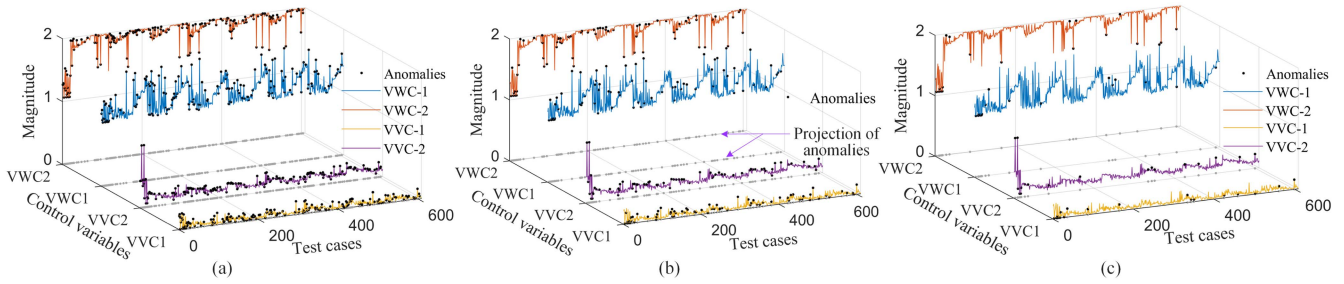 2
1
0
Magnitude
VWC2
VWC1
VVC2
VVC1
Control variables
0
200
400
600
Test cases
Anomalies
VWC-1
VWC-2
VVC-1
VVC-2
(a)
2
1
0
Magnitude
VWC2
VWC1
VVC2
VVC1
Control variables
0
200
400
600
Test cases
Anomalies
Projection of
anomalies
(b)
2
1
0
Magnitude
VWC2
VWC1
VVC2
VVC1
Control variables
0
200
400
600
Test cases
Anomalies
VWC-1
VWC-2
VVC-1
VVC-2
(c)